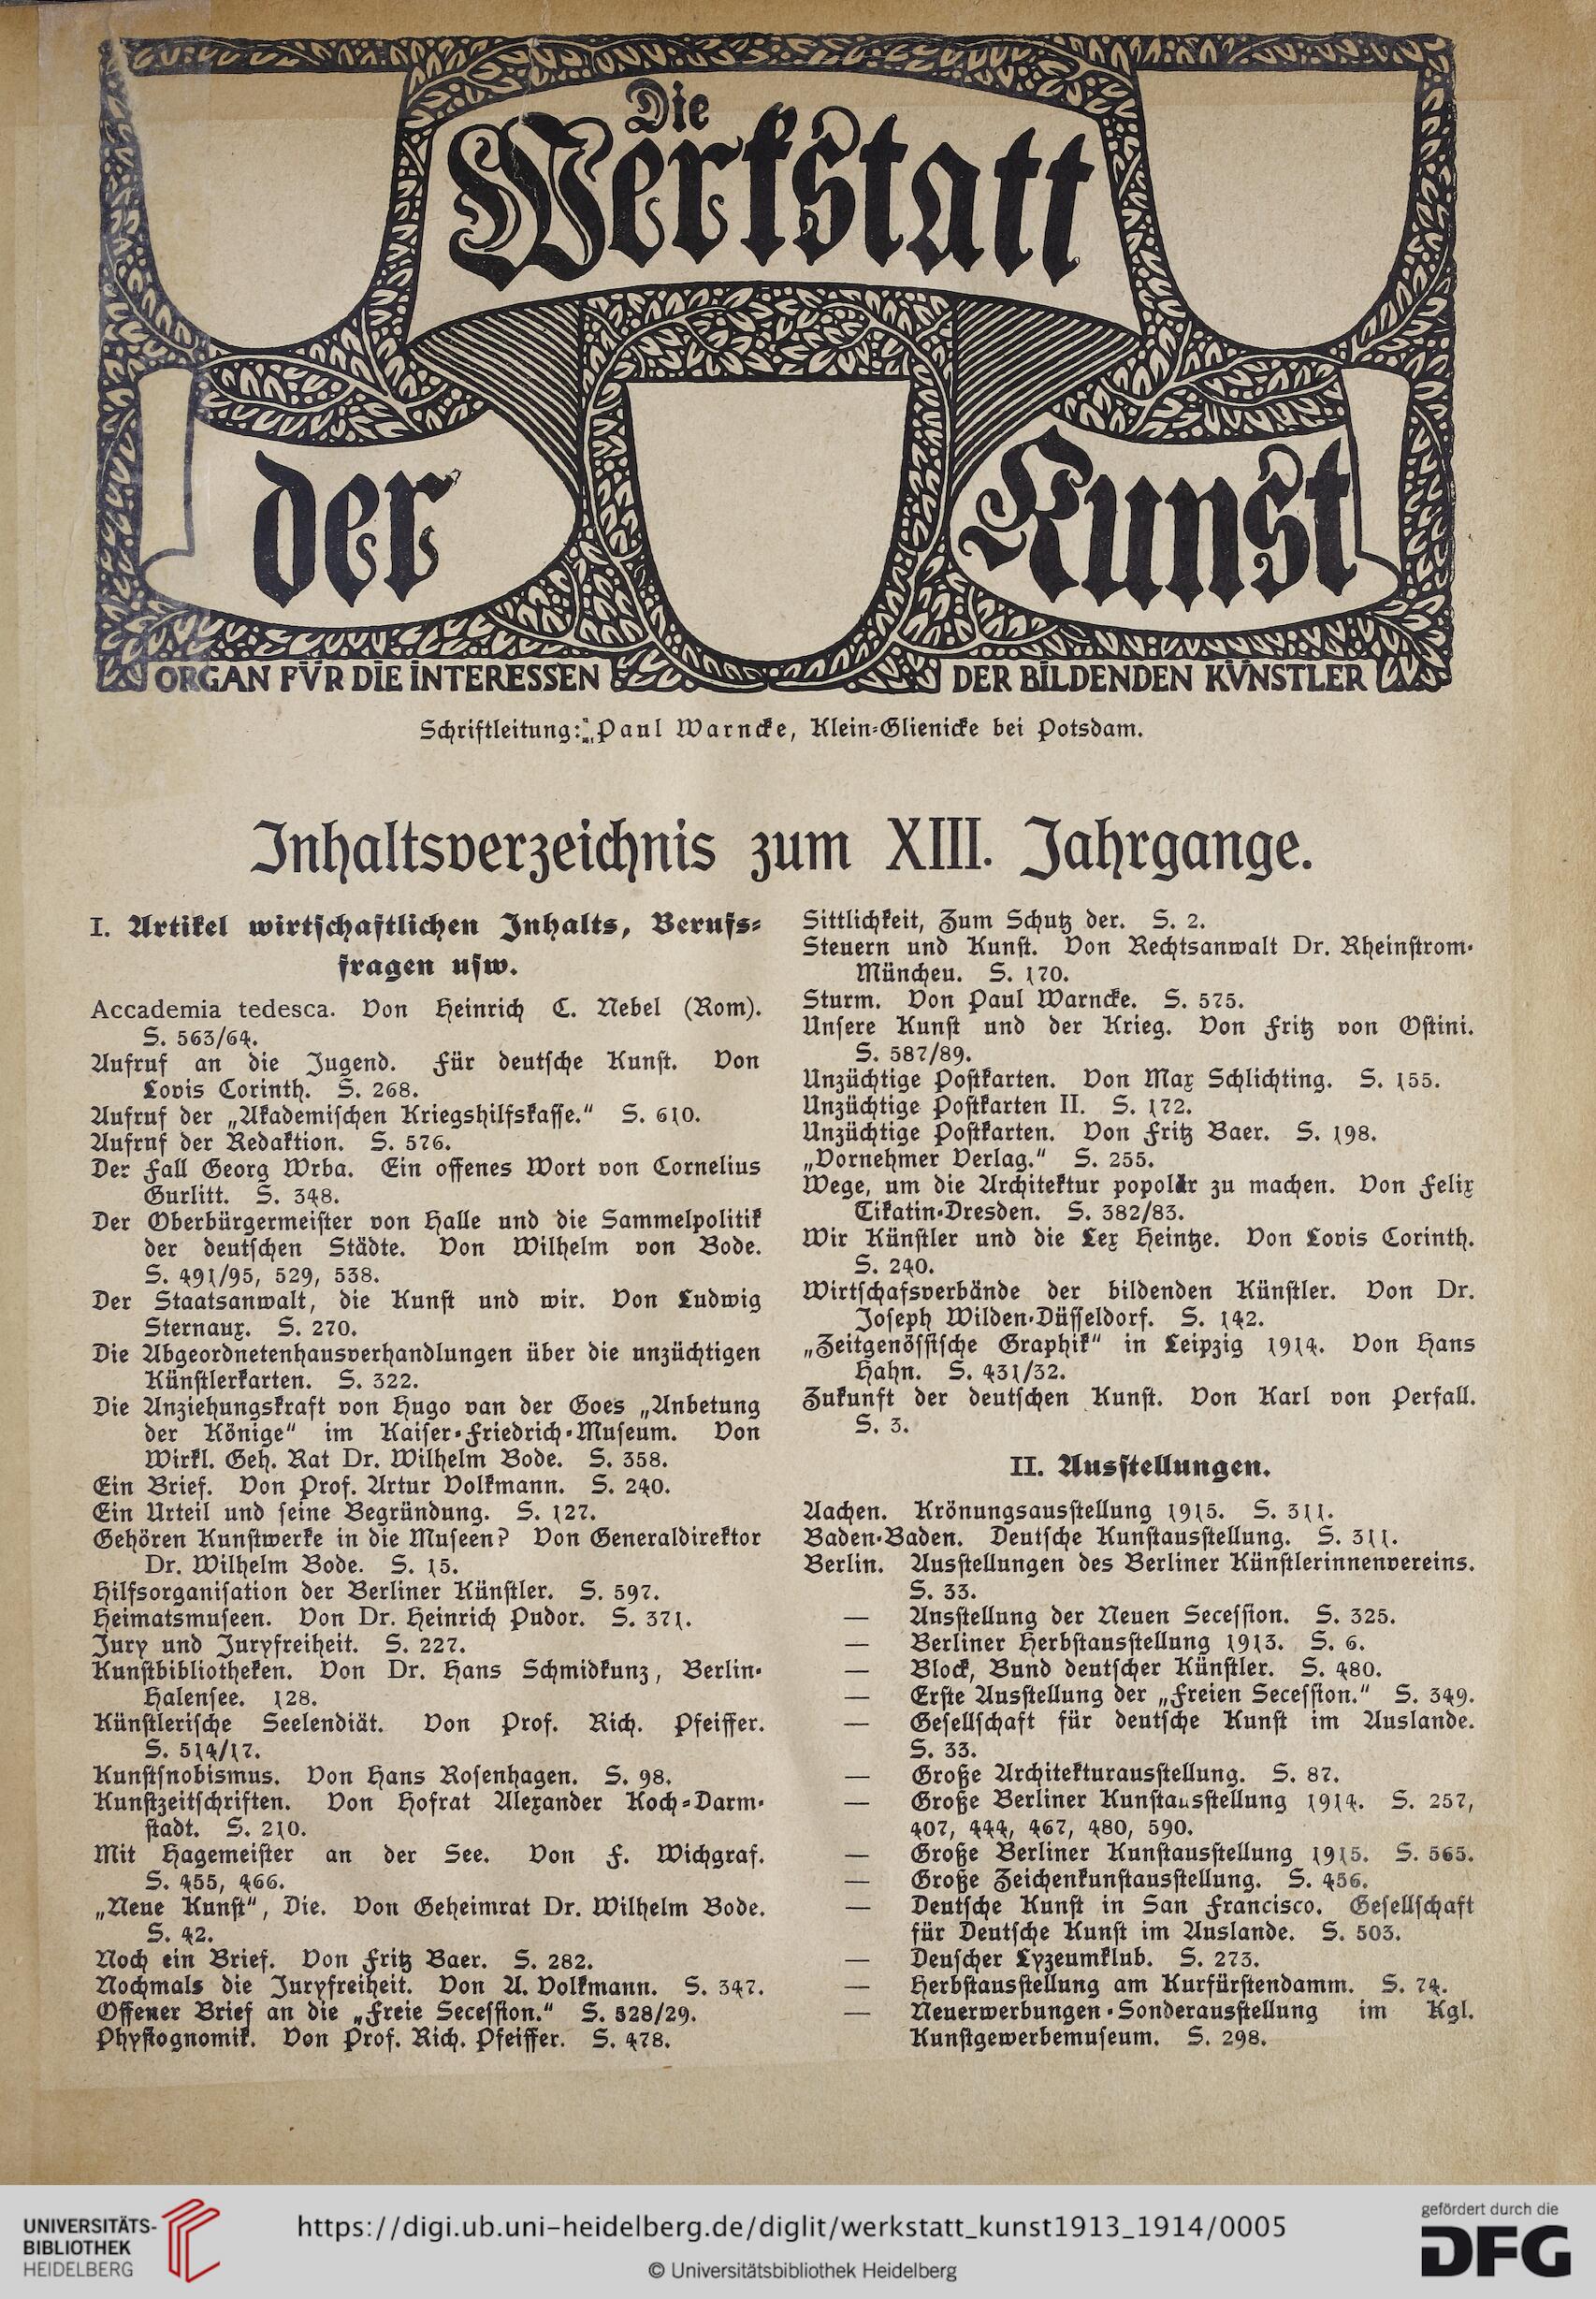 Die
Werkstatt
der
Kunst
ORGAN FÜR DIE INTERESSEN
DER BILDENDEN KÜNSTLER
Schriftleitung: Paul Warncke, Klein-Glienicke bei Potsdam.
Inhaltsverzeichnis zum XIII. Jahrgange.
I. Artikel wirtschaftlichen Inhalts, Berufs-
fragen usw.
Accademia tedesca. Von Heinrich C. Nebel (Rom).
S. 563/64.
Aufruf an die Jugend. Für deutsche Kunst. Von
Lovis Corinth. S. 268.
Aufruf der „Akademischen Kriegshilfskasse.“ S. 610.
Aufrnf der Redaktion. S. 576.
Der Fall Georg Wrba. Ein offenes Wort von Cornelius
Gurlitt. S. 348.
Der Oberbürgermeister von Halle und die Sammelpolitik
der deutschen Städte. Von Wilhelm von Bode.
S. 491/95, 529, 538.
Der Staatsanwalt, die Kunst und wir. Von Ludwig
Sternaux. S. 270.
Die Abgeordnetenhausverhandlungen über die unzüchtigen
Künstlerkarten. S. 322.
Die Anziehungskraft von Hugo van der Goes „Anbetung
der Könige“ im Kaiser-Friedrich-Museum. Von
Wirkl. Geh. Rat Dr. Wilhelm Bode. S. 358.
Ein Brief. Von Prof. Artur Volkmann. S. 240.
Ein Urteil und seine Begründung. S. 127.
Gehören Kunstwerke in die Museen? Von Generaldirektor
Dr. Wilhelm Bode. S. 15.
Hilfsorganisation der Berliner Künstler. S. 597.
Heimatsmuseen. Von Dr. Heinrich Pudor. S. 371.
Jury und Juryfreiheit. S. 227.
Kunstbibliotheken. Von Dr. Hans Schmidkunz, Berlin-
Halensee. 128.
Künstlerische Seelendiät. Von Prof. Rich. Pfeiffer.
S. 514/17.
Kunstsnobismus. Von Hans Rosenhagen. S. 98.
Kunstzeitschriften. Von Hofrat Alexander Koch-Darm-
stadt. S. 210.
Mit Hagemeister an der See. Von F. Wichgraf.
S. 455, 466.
„Neue Kunst“, Die. Von Geheimrat Dr. Wilhelm Bode.
S. 42.
Noch ein Brief. Von Fritz Baer. S. 282.
Nochmals die Juryfreiheit. Von A. Volkmann. S. 347.
Offener Brief an die „Freie Secession.“ S. 528/29.
Physiognomik. Von Prof. Rich. Pfeiffer. S. 478.
Sittlichkeit, Zum Schutz der. S. 2.
Steuern und Kunst. Von Rechtsanwalt Dr. Rheinstrom-
Müncheu. S. 170.
Sturm. Von Paul Warncke. S. 575.
Unsere Kunst und der Krieg. Von Fritz von Ostini.
S. 587/89.
Unzüchtige Postkarten. Von Max Schlichting. S. 155.
Unzüchtige Postkarten II. S. 172.
Unzüchtige Postkarten. Von Fritz Baer. S. 198.
„Vornehmer Verlag.“ S. 255.
Wege, um die Architektur popolär zu machen. Von Felix
Tikatin-Dresden. S. 382/83.
Wir Künstler und die Lex Heintze. Von Lovis Corinth.
S. 240.
Wirtschafsverbände der bildenden Künstler. Von Dr.
Joseph Wilden-Düsseldorf. S. 142.
„Zeitgenössische Graphik“ in Leipzig 1914. Von Hans
Hahn. S. 431/32.
Zukunft der deutschen Kunst. Von Karl von Perfall.
S. 3.
II. Ausstellungen.
Aachen. Krönungsausstellung 1915. S. 311.
Baden-Baden. Deutsche Kunstausstellung. S. 311.
Berlin. Ausstellungen des Berliner Künstlerinnenvereins.
S. 33.
— Ansstellung der Neuen Secession. S. 325.
— Berliner Herbstausstellung 1913. S. 6.
— Block, Bund deutscher Künstler. S. 480.
— Erste Ausstellung der „Freien Secession.“ S. 349.
— Gesellschaft für deutsche Kunst im Auslande.
S. 33.
— Große Architekturausstellung. S. 87.
— Große Berliner Kunstausstellung 1914. S. 257,
407, 444, 467, 480, 590.
— Große Berliner Kunstausstellung 1915. S. 565.
— Große Zeichenkunstausstellung. S. 456.
— Deutsche Kunst in San Francisco. Gesellschaft
für Deutsche Kunst im Auslande. S. 503.
— Deuscher Lyzeumklub. S. 273.
— Herbstausstellung am Kurfürstendamm. S. 74.
— Neuerwerbungen-Sonderausstellung im Kgl.
Kunstgewerbemuseum. S. 298.
UNIVERSITÄTS-
BIBLIOTHEK
HEIDELBERG
https://digi.ub.uni-heidelberg.de/diglit/werkstatt_kunst1913_1914/0005
© Universitätsbibliothek Heidelberg
gefördert durch die
DFG